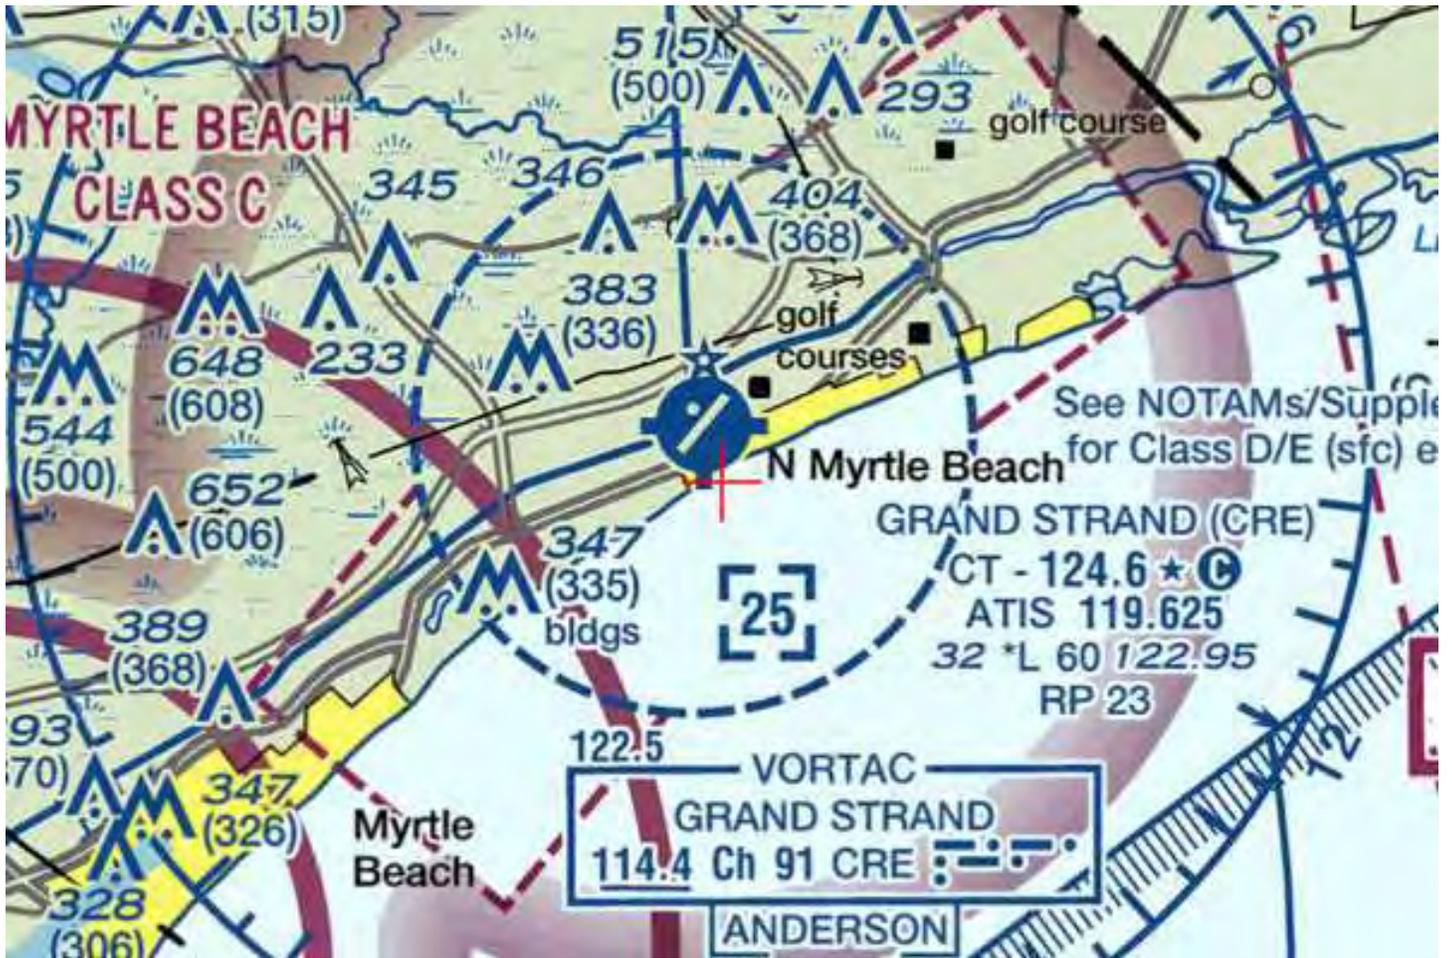 (315)
515
(500)
293
golf course
MYRTLE BEACH
CLASS C
345
346
404
(368)
383
(336)
golf
courses
648
(608)
233
544
(500)
652
(606)
See NOTAMs/Supple
for Class D/E (sfc) e
N Myrtle Beach
GRAND STRAND (CRE)
CT - 124.6 ★ C
ATIS 119.625
32 *L 60 122.95
RP 23
347
(335)
bldgs
25
389
(368)
93
70)
347
(326)
328
(306)
Myrtle
Beach
122.5
VORTAC
GRAND STRAND
114.4 Ch 91 CRE
ANDERSON
12
6
0